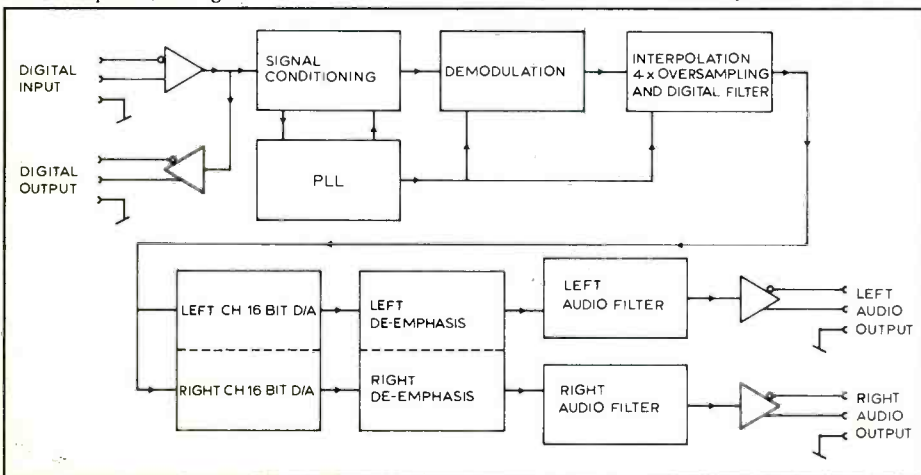 DIGITAL
INPUT
SIGNAL
CONDITIONING
DEMODULATION
INTERPOLATION
4 x OVERSAMPLING
AND DIGITAL FILTER
DIGITAL
OUTPUT
PLL
LEFT CH 16 BIT D/A
LEFT
DE-EMPHASIS
LEFT
AUDIO FILTER
LEFT
AUDIO
OUTPUT
RIGHT CH 16 BIT D/A
RIGHT
DE-EMPHASIS
RIGHT
AUDIO FILTER
RIGHT
AUDIO
OUTPUT